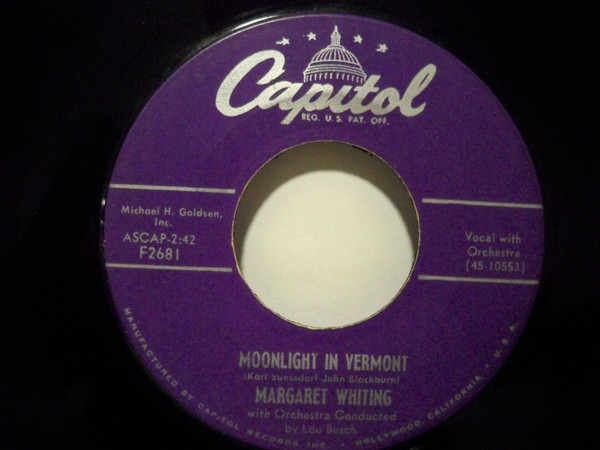 Capitol
REG. U.S. PAT. OFF.
Michael H. Goldsen,
Inc.
ASCAP-2:42
F2681
Vocal with
Orchestra
(45-10553)
MOONLIGHT IN VERMONT
(Karl Suessdorf-John Blackburn)
MARGARET WHITING
with Orchestra Conducted
by Lou Busch
MANUFACTURED BY CAPITOL RECORDS INC. • HOLLYWOOD, CALIFORNIA • U.S.A.